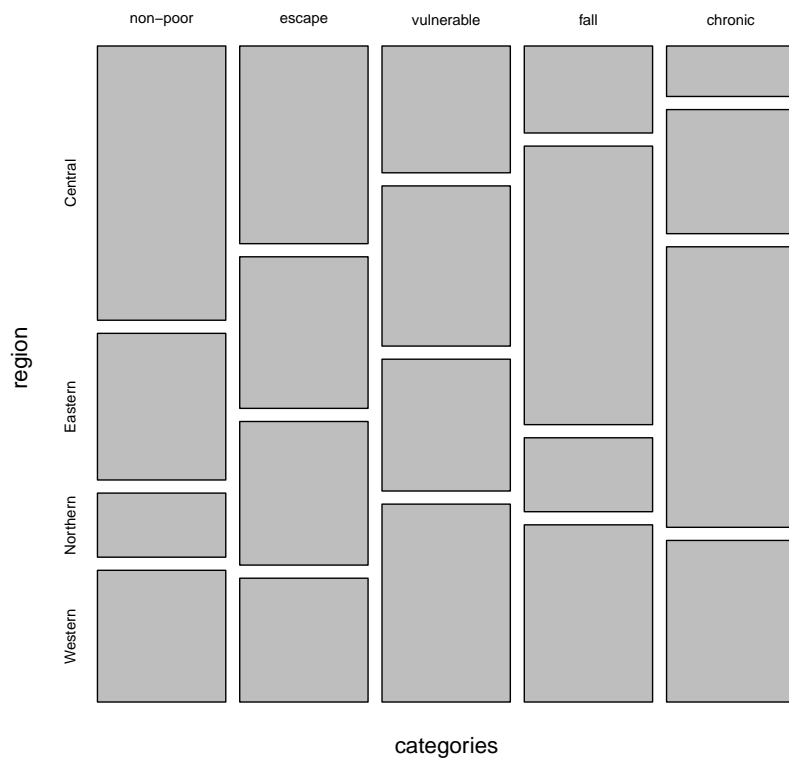 non−poor escape vulnerable fall chronic
Central
Eastern
Northern
Western
region
categories